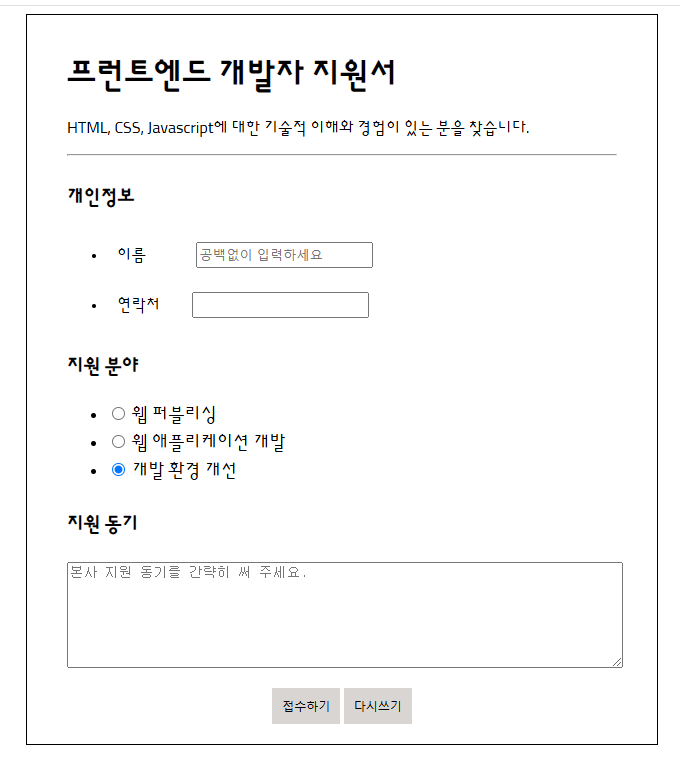 프런트엔드 개발자 지원서
HTML, CSS, Javascript에 대한 기술적 이해와 경험이 있는 분을 찾습니다.
개인정보
이름 공백없이 입력하세요
연락처
지원 분야
웹 퍼블리싱
웹 애플리케이션 개발
개발 환경 개선
지원 동기
본사 지원 동기를 간략히 써 주세요.
접수하기 다시쓰기